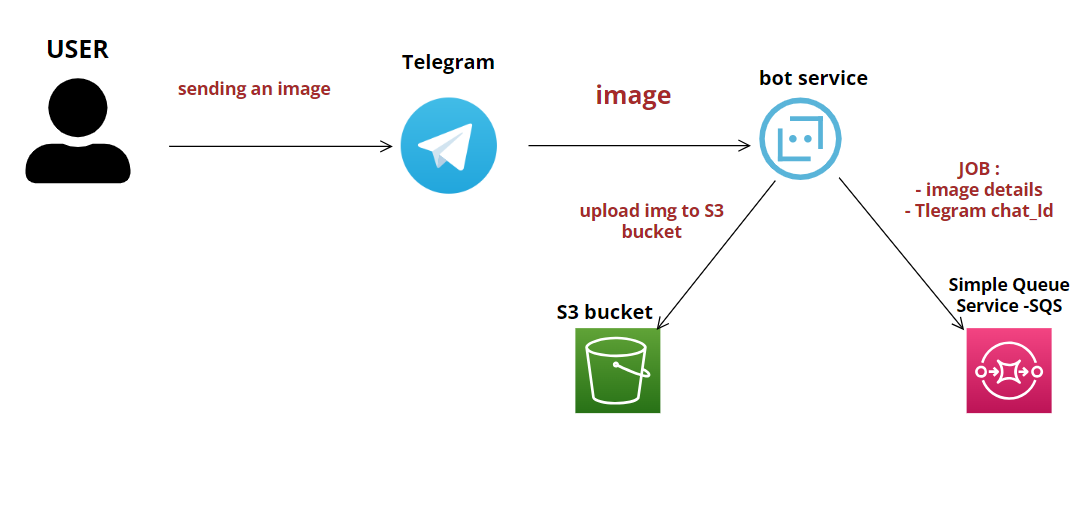 USER
sending an image
Telegram
image
bot service
JOB :
- image details
- Tlegram chat_Id
upload img to S3
bucket
S3 bucket
Simple Queue
Service -SQS